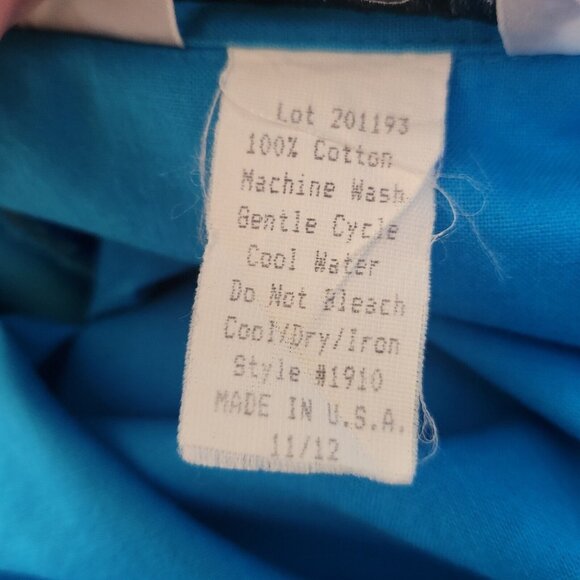 Lot 201193
100% Cotton
Machine Wash
Gentle Cycle
Cool Water
Do Not Bleach
Cool/Dry/Iron
Style #1910
MADE IN U.S.A.
11/12